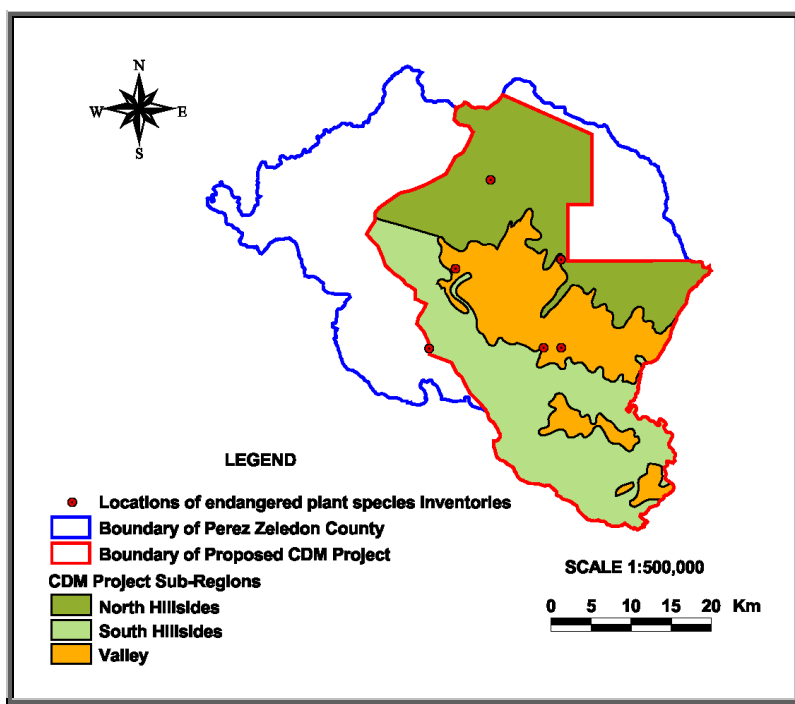 N
W E
S
LEGEND
Locations of endangered plant species Inventories
Boundary of Perez Zeledon County
Boundary of Proposed CDM Project
CDM Project Sub-Regions
North Hillsides
South Hillsides
Valley
SCALE 1:500,000
0 5 10 15 20 Km